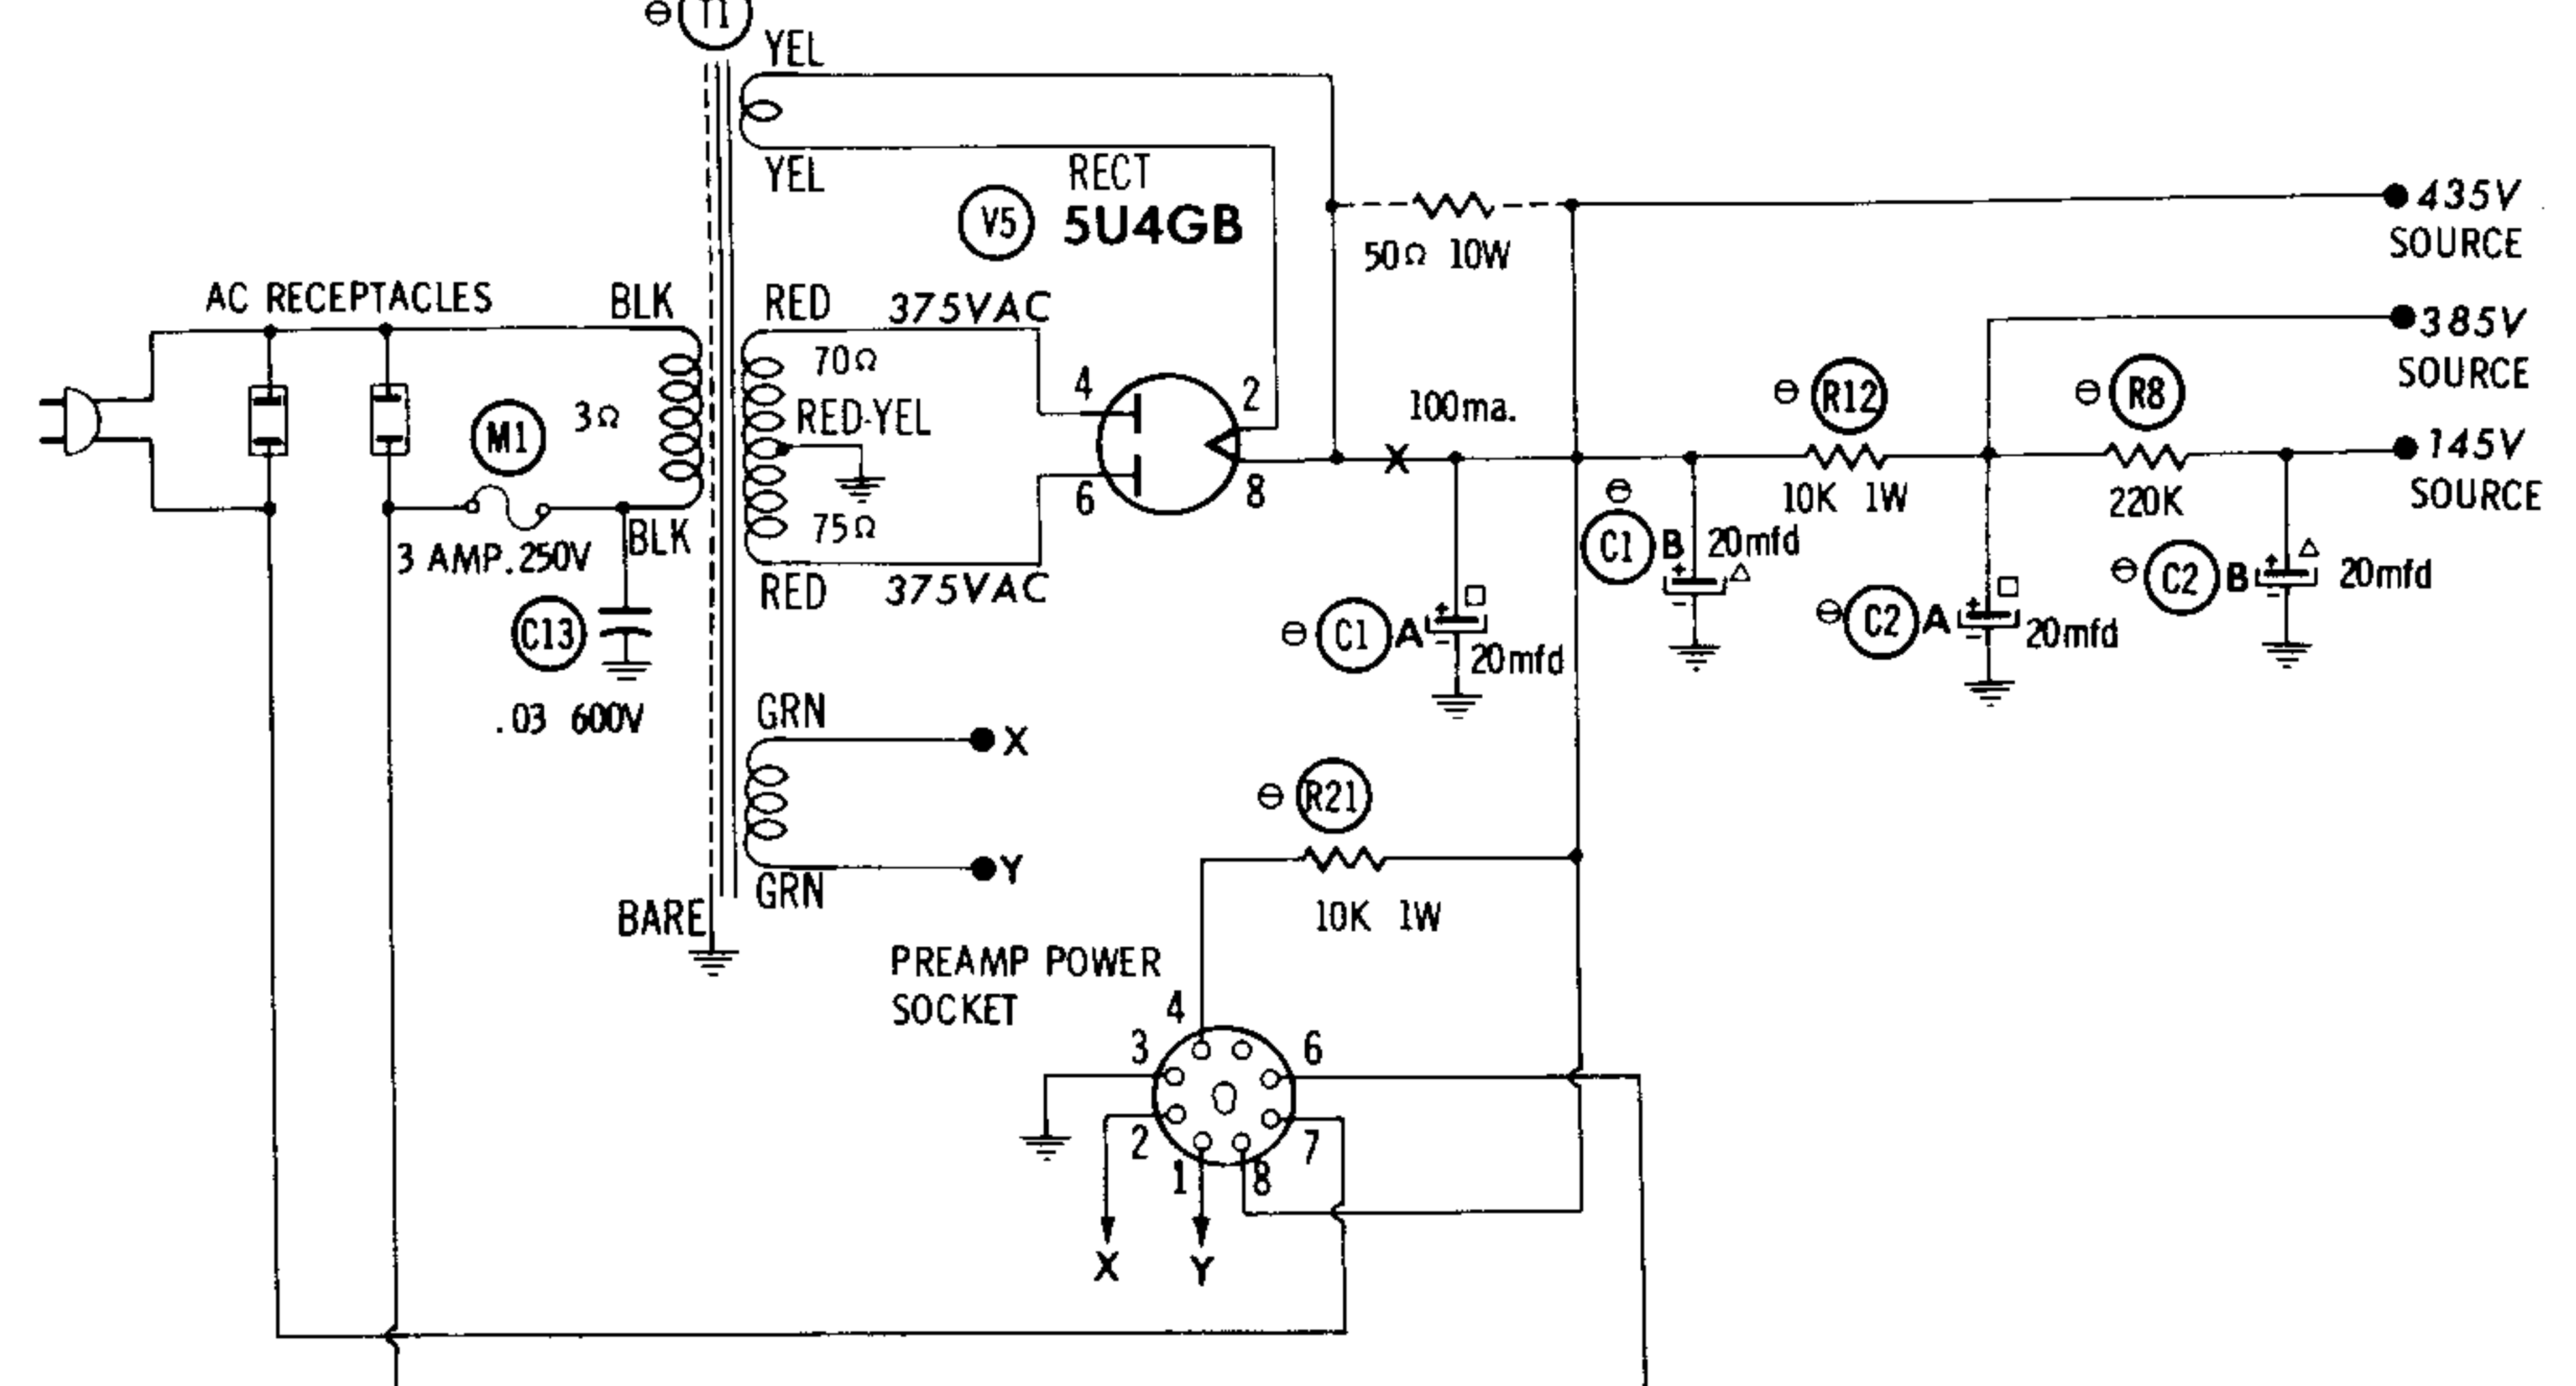 T1
YEL
YEL
RECT
V5
5U4GB
435V
SOURCE
50Ω 10W
AC RECEPTACLES
BLK
RED
375VAC
385V
SOURCE
70Ω
4
2
100ma.
R12
R8
M1
3Ω
RED-YEL
X
145V
SOURCE
6
8
10K 1W
220K
75Ω
3 AMP. 250V
BLK
C1
B
20mfd
RED
375VAC
C2
B
20mfd
C13
C1
A
20mfd
C2
A
20mfd
.03 600V
GRN
X
R21
Y
GRN
BARE
10K 1W
PREAMP POWER
SOCKET
4
3
6
2
7
1
8
X
Y